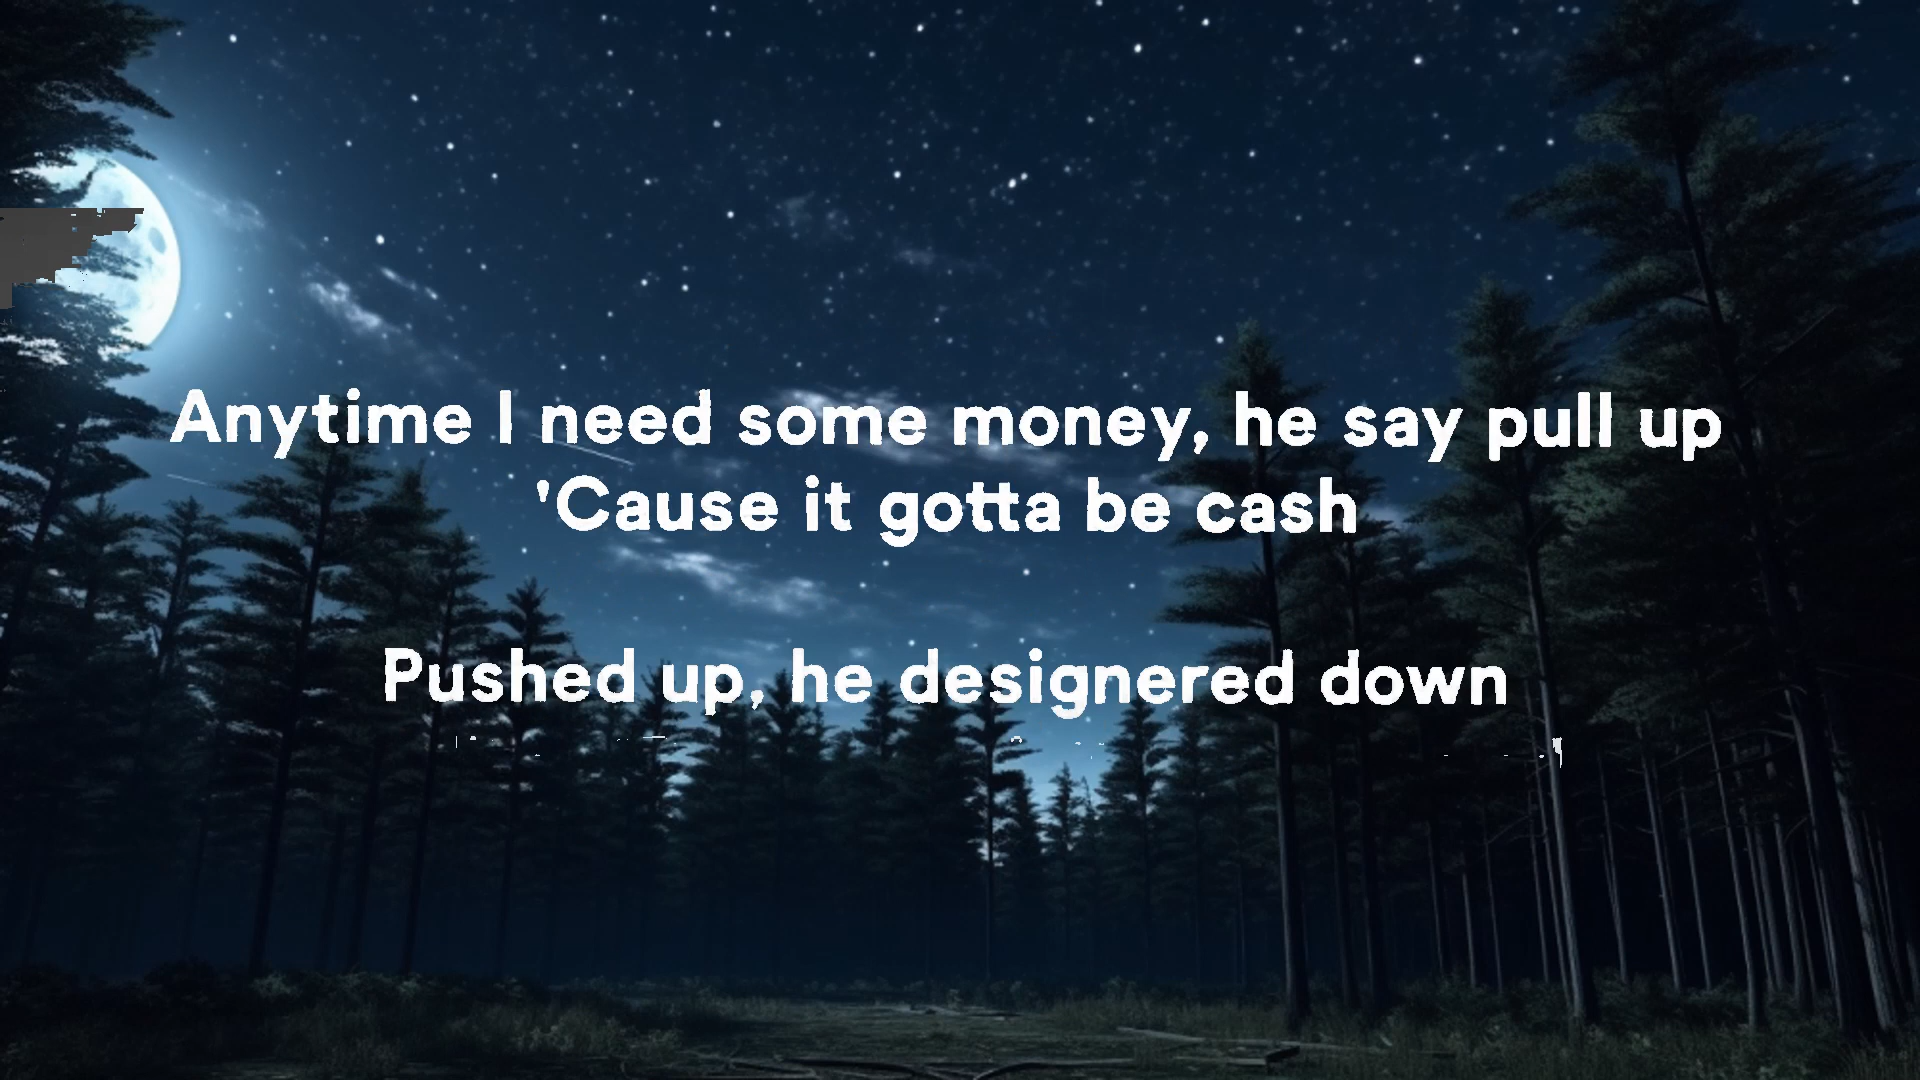 Anytime I need some money, he say pull up
'Cause it gotta be cash
Pushed up, he designered down